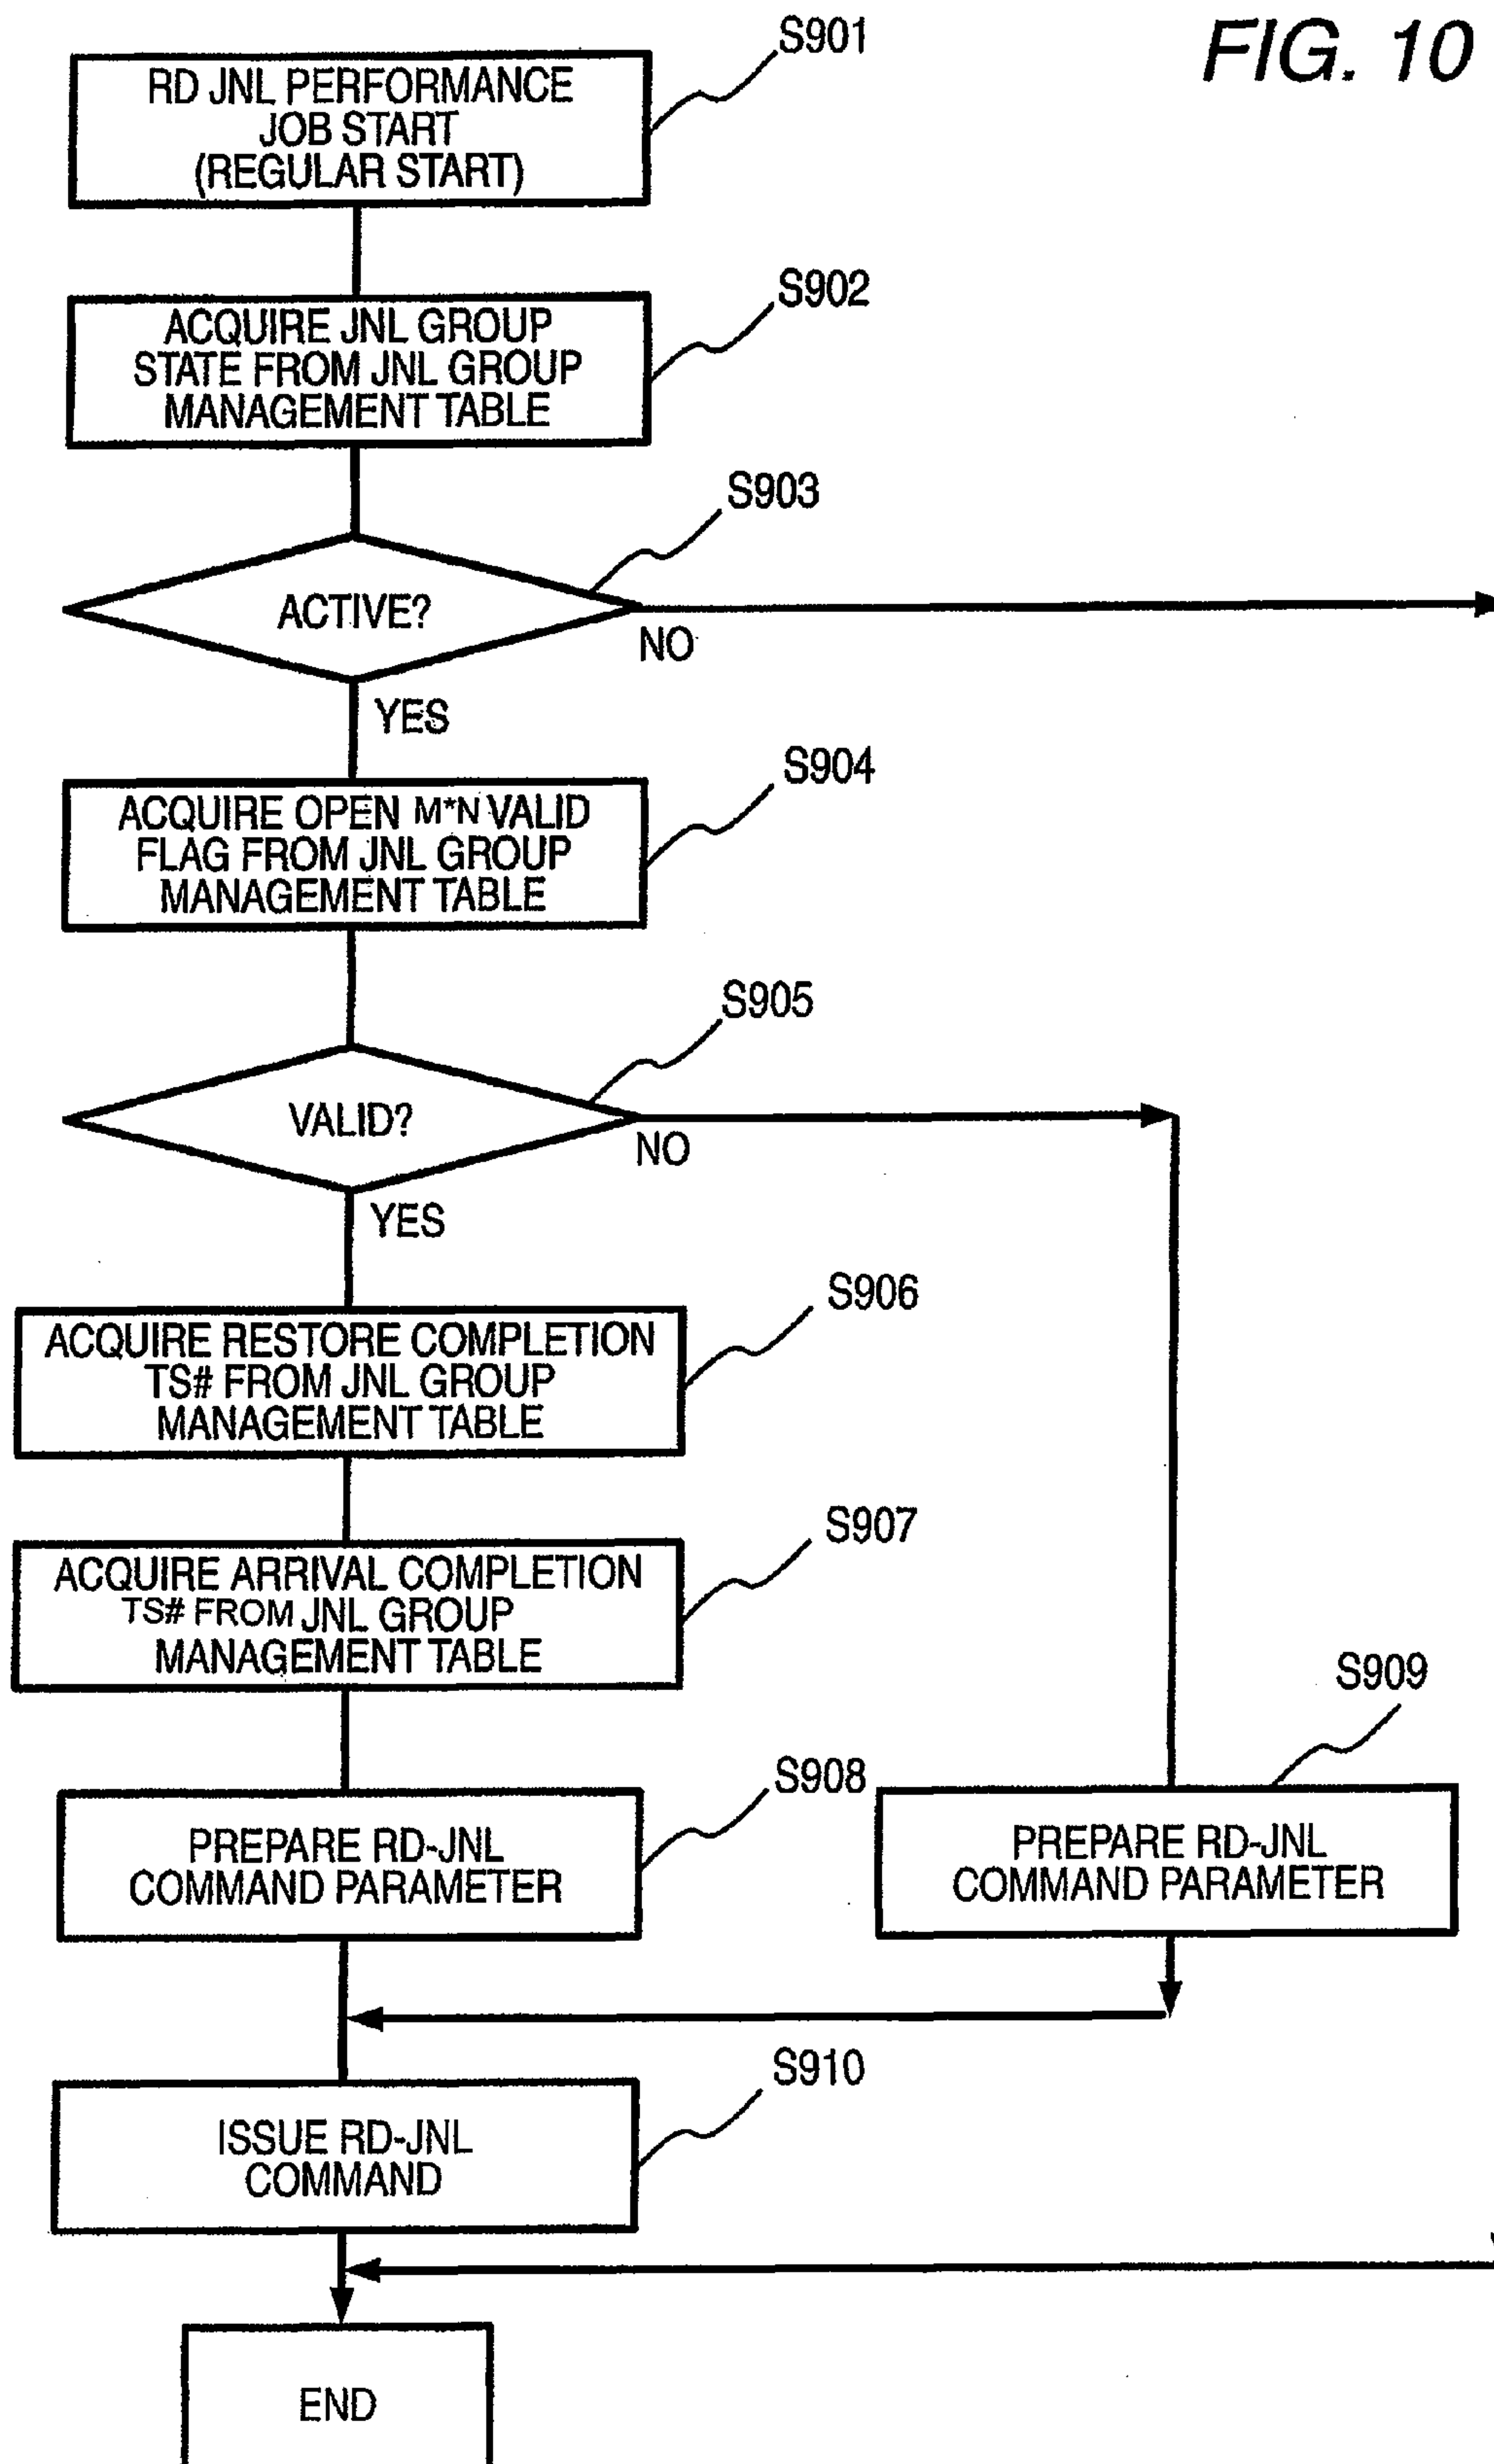 FIG. 10
S901
RD JNL PERFORMANCE
JOB START
(REGULAR START)
S902
ACQUIRE JNL GROUP
STATE FROM JNL GROUP
MANAGEMENT TABLE
S903
ACTIVE?
NO
YES
S904
ACQUIRE OPEN M*N VALID
FLAG FROM JNL GROUP
MANAGEMENT TABLE
S905
VALID?
NO
YES
S906
ACQUIRE RESTORE COMPLETION
TS# FROM JNL GROUP
MANAGEMENT TABLE
S907
ACQUIRE ARRIVAL COMPLETION
TS# FROM JNL GROUP
MANAGEMENT TABLE
S908
PREPARE RD-JNL
COMMAND PARAMETER
S909
PREPARE RD-JNL
COMMAND PARAMETER
S910
ISSUE RD-JNL
COMMAND
END